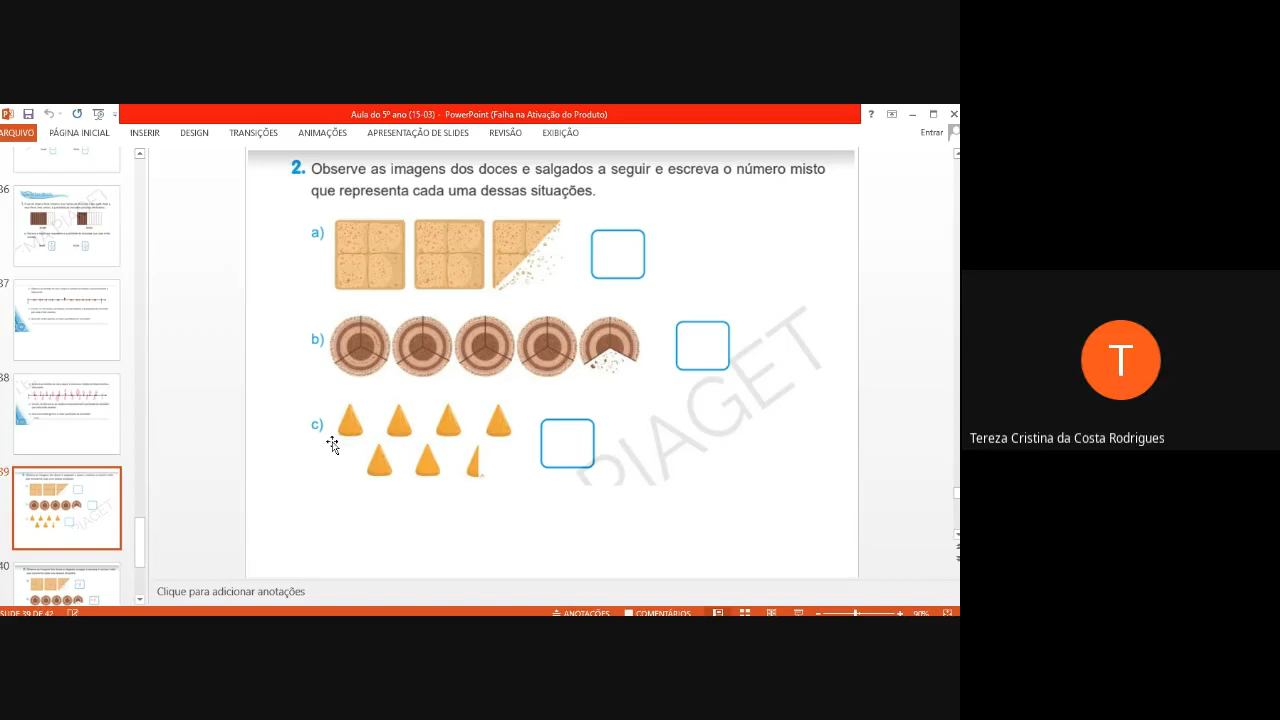 Aula do 5º ano (15-03) - PowerPoint (Falha na Ativação do Produto)
ARQUIVO PÁGINA INICIAL INSERIR DESIGN TRANSIÇÕES ANIMAÇÕES APRESENTAÇÃO DE SLIDES REVISÃO EXIBIÇÃO Entrar
2. Observe as imagens dos doces e salgados a seguir e escreva o número misto
que representa cada uma dessas situações.
a)
b)
c)
PIAGET
36
37
38
39
40
T
Tereza Cristina da Costa Rodrigues
Clique para adicionar anotações
SLIDE 39 DE 42 ANOTAÇÕES COMENTÁRIOS 90%